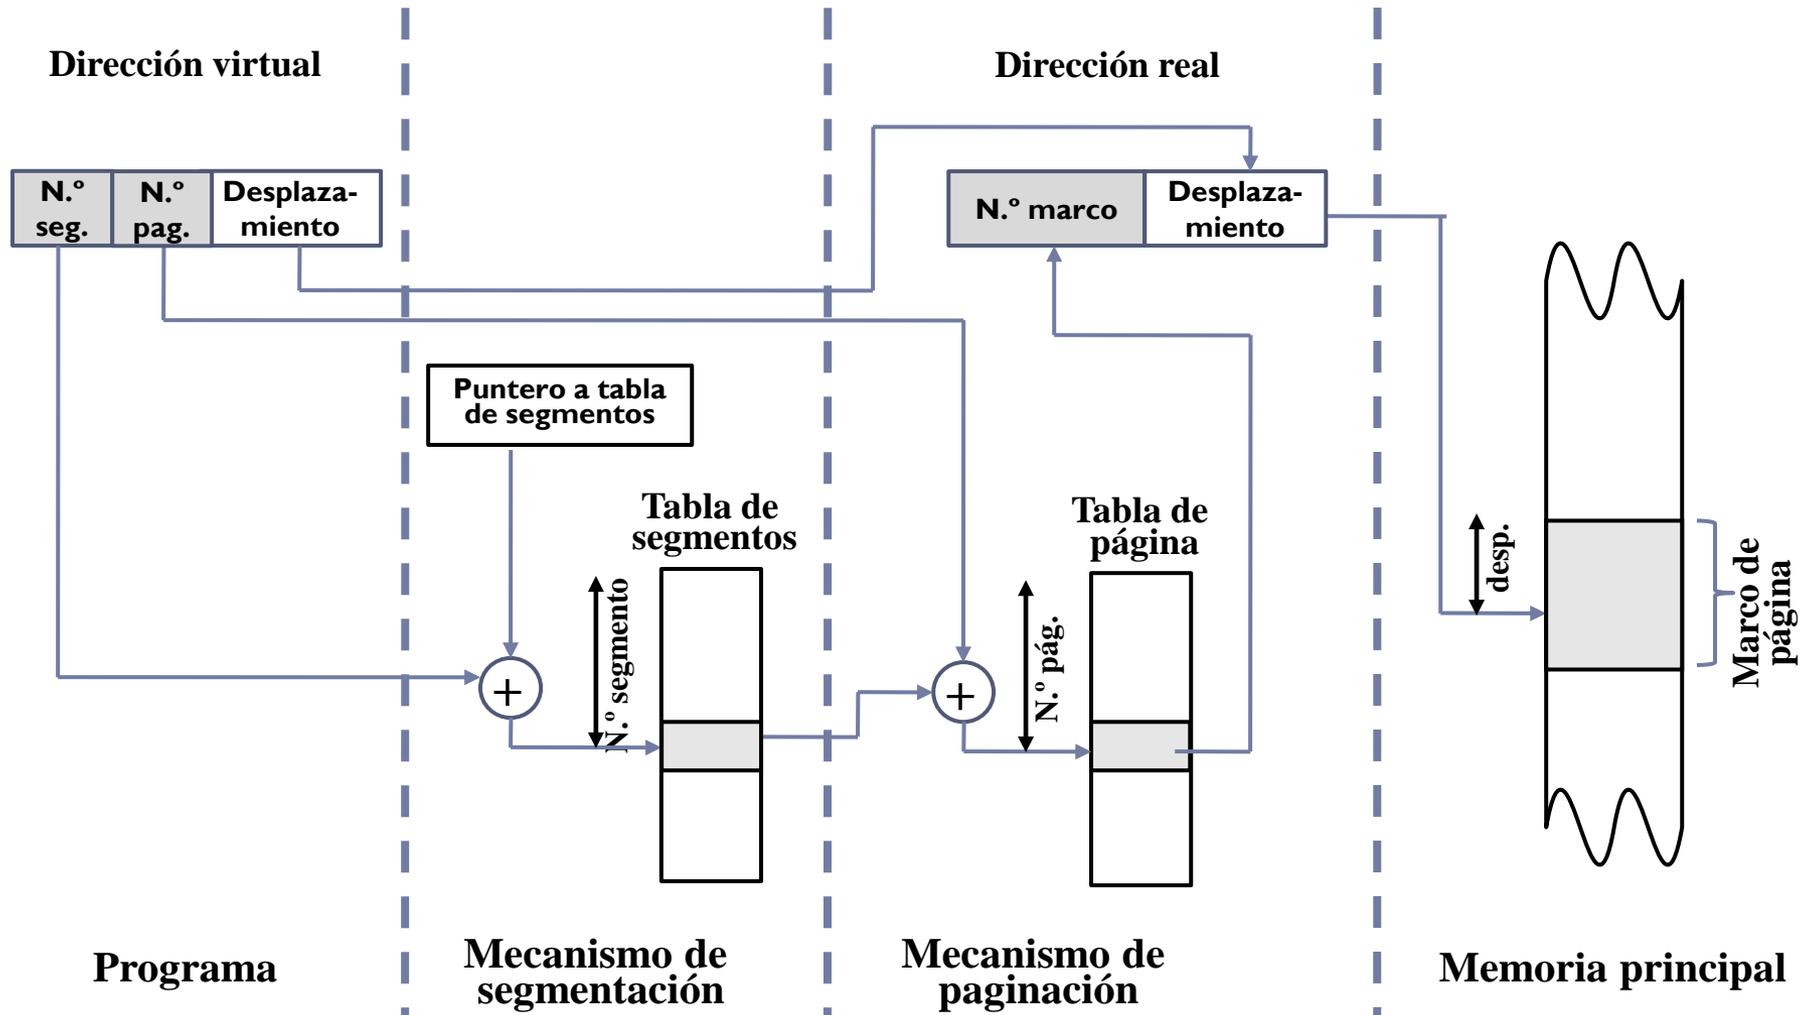 Dirección virtual
Dirección real
N.º
seg.
N.º
pag.
Desplaza-
miento
N.º marco
Desplaza-
miento
Puntero a tabla
de segmentos
Tabla de
segmentos
N.º segmento
+
Tabla de
página
N.º pág.
+
desp.
Marco de
página
Programa
Mecanismo de
segmentación
Mecanismo de
paginación
Memoria principal